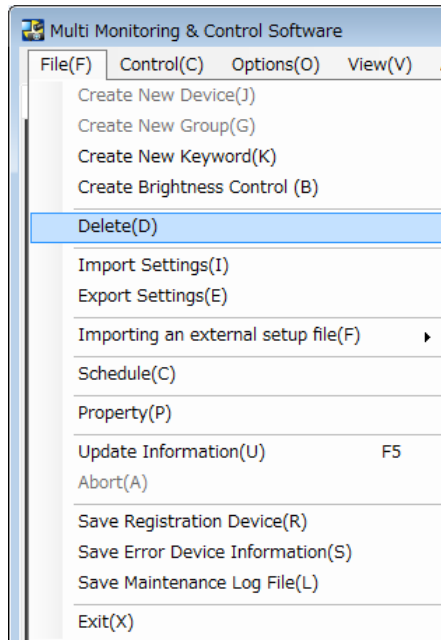 Multi Monitoring & Control Software
File(F) Control(C) Options(O) View(V)
Create New Device(J)
Create New Group(G)
Create New Keyword(K)
Create Brightness Control (B)
Delete(D)
Import Settings(I)
Export Settings(E)
Importing an external setup file(F)
Schedule(C)
Property(P)
Update Information(U) F5
Abort(A)
Save Registration Device(R)
Save Error Device Information(S)
Save Maintenance Log File(L)
Exit(X)